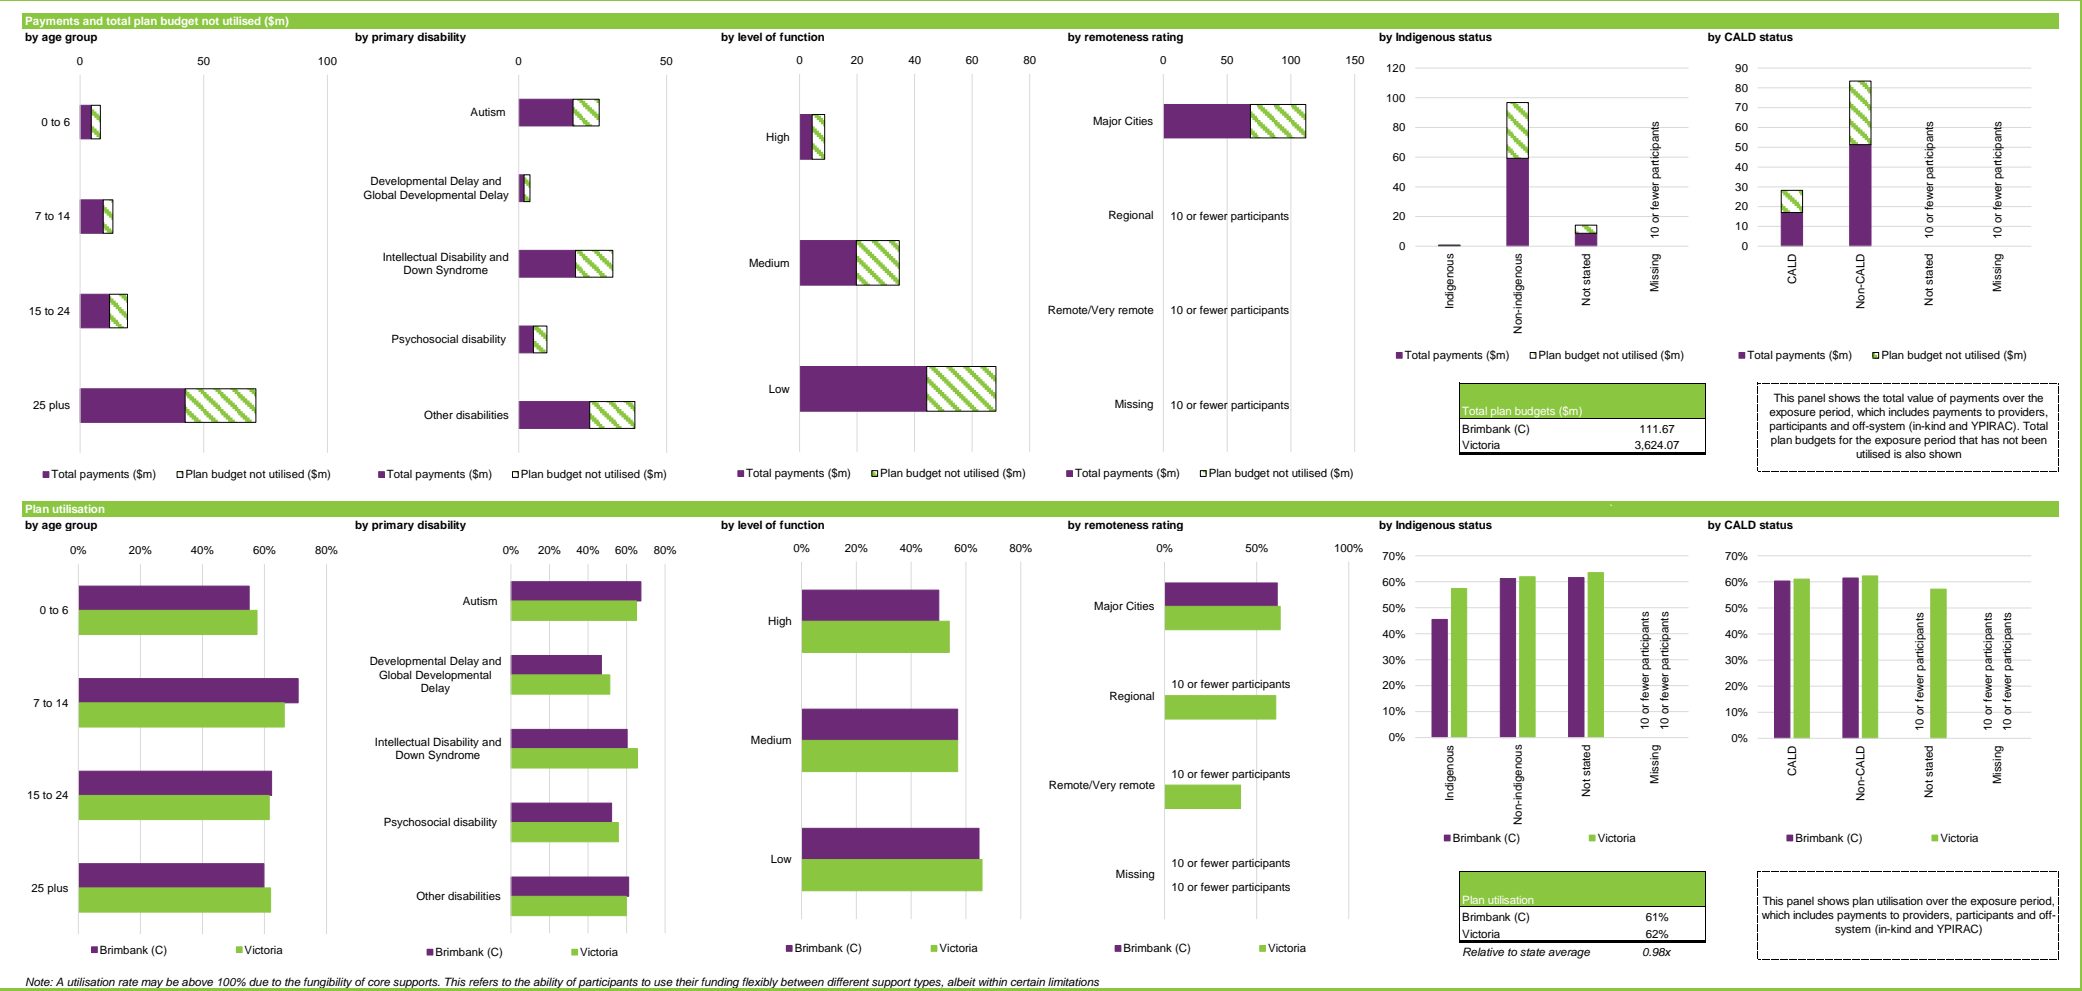 Payments and total plan budget not utilised ($m)
by age group
0
50
100
0 to 6
7 to 14
15 to 24
25 plus
Total payments ($m)
Plan budget not utilised ($m)
by primary disability
0
50
Autism
Developmental Delay and
Global Developmental Delay
Intellectual Disability and
Down Syndrome
Psychosocial disability
Other disabilities
Total payments ($m)
Plan budget not utilised ($m)
by level of function
0
20
40
60
80
High
Medium
Low
Total payments ($m)
Plan budget not utilised ($m)
by remoteness rating
0
50
100
150
Major Cities
Regional
10 or fewer participants
Remote/Very remote
10 or fewer participants
Missing
10 or fewer participants
Total payments ($m)
Plan budget not utilised ($m)
by Indigenous status
120
100
80
60
40
20
0
10 or fewer participants
Indigenous
Non-indigenous
Not stated
Missing
Total payments ($m)
Plan budget not utilised ($m)
Total plan budgets ($m)
Brimbank (C) 111.67
Victoria 3,624.07
by CALD status
90
80
70
60
50
40
30
20
10
0
10 or fewer participants
10 or fewer participants
CALD
Non-CALD
Not stated
Missing
Total payments ($m)
Plan budget not utilised ($m)
This panel shows the total value of payments over the
exposure period, which includes payments to providers,
participants and off-system (in-kind and YPIRAC). Total
plan budgets for the exposure period that has not been
utilised is also shown
Plan utilisation
by age group
0%
20%
40%
60%
80%
0 to 6
7 to 14
15 to 24
25 plus
Brimbank (C)
Victoria
by primary disability
0%
20%
40%
60%
80%
Autism
Developmental Delay and
Global Developmental
Delay
Intellectual Disability and
Down Syndrome
Psychosocial disability
Other disabilities
Brimbank (C)
Victoria
by level of function
0%
20%
40%
60%
80%
High
Medium
Low
Brimbank (C)
Victoria
by remoteness rating
0%
50%
100%
Major Cities
Regional
10 or fewer participants
Remote/Very remote
10 or fewer participants
Missing
10 or fewer participants
10 or fewer participants
Brimbank (C)
Victoria
by Indigenous status
70%
60%
50%
40%
30%
20%
10%
0%
10 or fewer participants
10 or fewer participants
Indigenous
Non-indigenous
Not stated
Missing
Brimbank (C)
Victoria
Plan utilisation
Brimbank (C) 61%
Victoria 62%
Relative to state average 0.98x
by CALD status
70%
60%
50%
40%
30%
20%
10%
0%
10 or fewer participants
10 or fewer participants
10 or fewer participants
CALD
Non-CALD
Not stated
Missing
Brimbank (C)
Victoria
This panel shows plan utilisation over the exposure period,
which includes payments to providers, participants and off-
system (in-kind and YPIRAC)
Note: A utilisation rate may be above 100% due to the fungibility of core supports. This refers to the ability of participants to use their funding flexibly between different support types, albeit within certain limitations